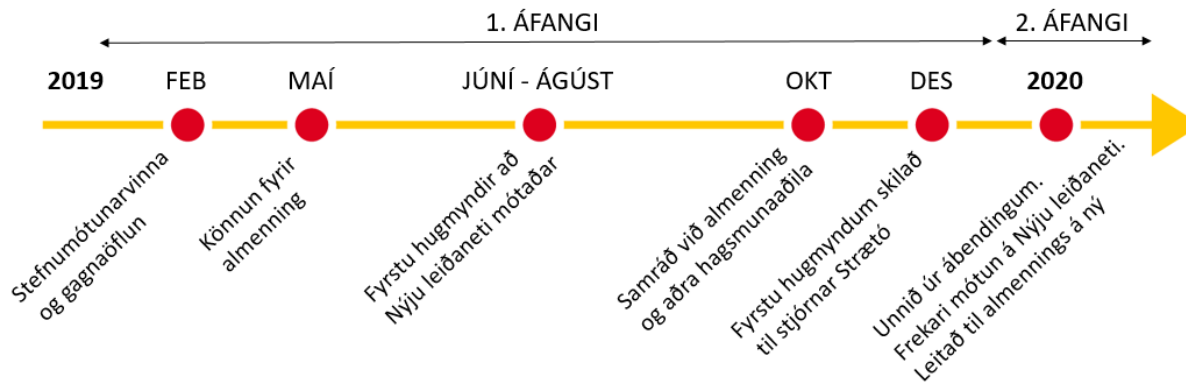 1. ÁFANGI
2. ÁFANGI
2019
FEB
MAÍ
JÚNÍ - ÁGÚST
OKT
DES
2020
Stefnumótunarvinna
og gagnaöflun
Könnun fyrir
almenning
Fyrstu hugmyndir að
Nýju leiðaneti mótaðar
Samráð við almenning
og aðra hagsmunaaðila
Fyrstu hugmyndum skilað
til stjórnar Strætó
Unnið úr ábendingum.
Frekari mótun á Nýju leiðaneti.
Leitað til almennings á ný